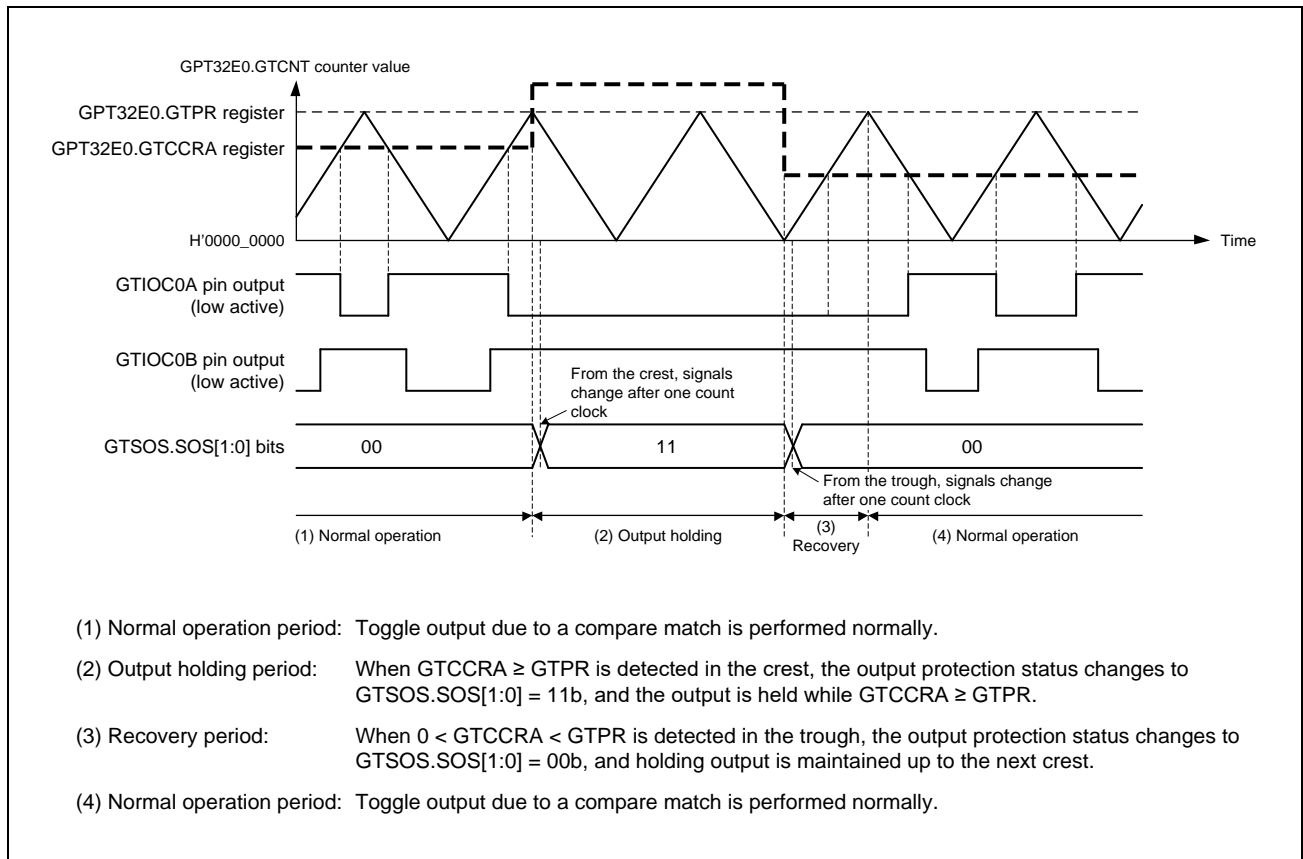 GPT32E0.GTCNT counter value
GPT32E0.GTPR register
GPT32E0.GTCCRA register
H'0000_0000
Time
GTIOC0A pin output
(low active)
GTIOC0B pin output
(low active)
From the crest, signals
change after one count
clock
GTSOS.SOS[1:0] bits
00
11
00
From the trough, signals change
after one count clock
(1) Normal operation
(2) Output holding
(3)
Recovery
(4) Normal operation
(1) Normal operation period: Toggle output due to a compare match is performed normally.
(2) Output holding period: When GTCCRA ≥ GTPR is detected in the crest, the output protection status changes to
GTSOS.SOS[1:0] = 11b, and the output is held while GTCCRA ≥ GTPR.
(3) Recovery period: When 0 < GTCCRA < GTPR is detected in the trough, the output protection status changes to
GTSOS.SOS[1:0] = 00b, and holding output is maintained up to the next crest.
(4) Normal operation period: Toggle output due to a compare match is performed normally.